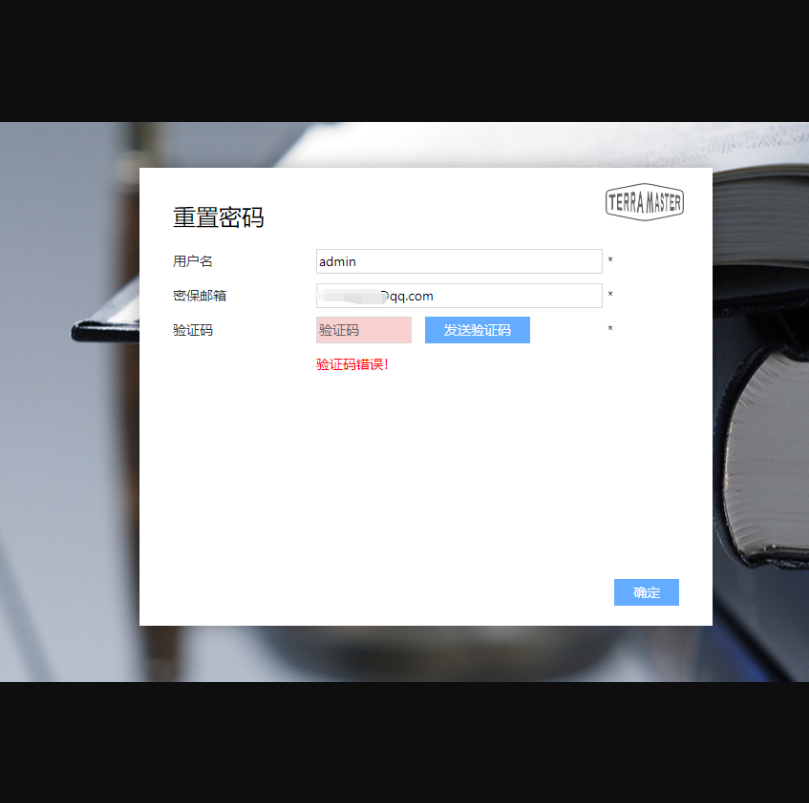 TERRA MASTER
重置密码
用户名 admin *
密保邮箱 @qq.com *
验证码 验证码 发送验证码 *
验证码错误!
确定